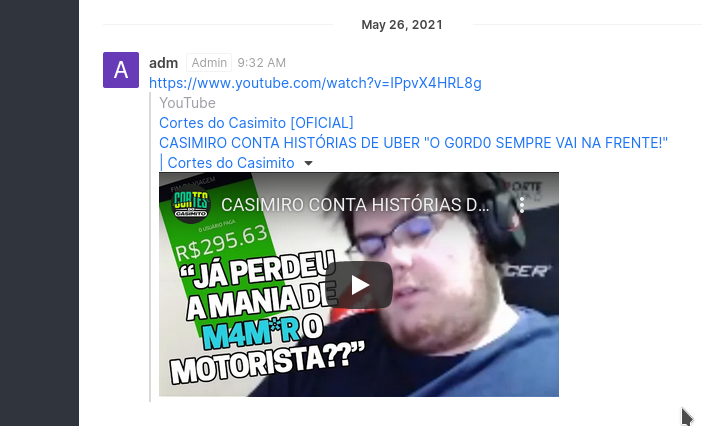 May 26, 2021
A
adm Admin 9:32 AM
https://www.youtube.com/watch?v=IPpvX4HRL8g
YouTube
Cortes do Casimito [OFICIAL]
CASIMIRO CONTA HISTÓRIAS DE UBER "O G0RD0 SEMPRE VAI NA FRENTE!"
| Cortes do Casimito
CORTES
DO
CASIMITO
CASIMIRO CONTA HISTÓRIAS D...
O USUÁRIO PAGA
R$295.63
“JÁ PERDEU
A MANIA DE
M4M*R O
MOTORISTA??”